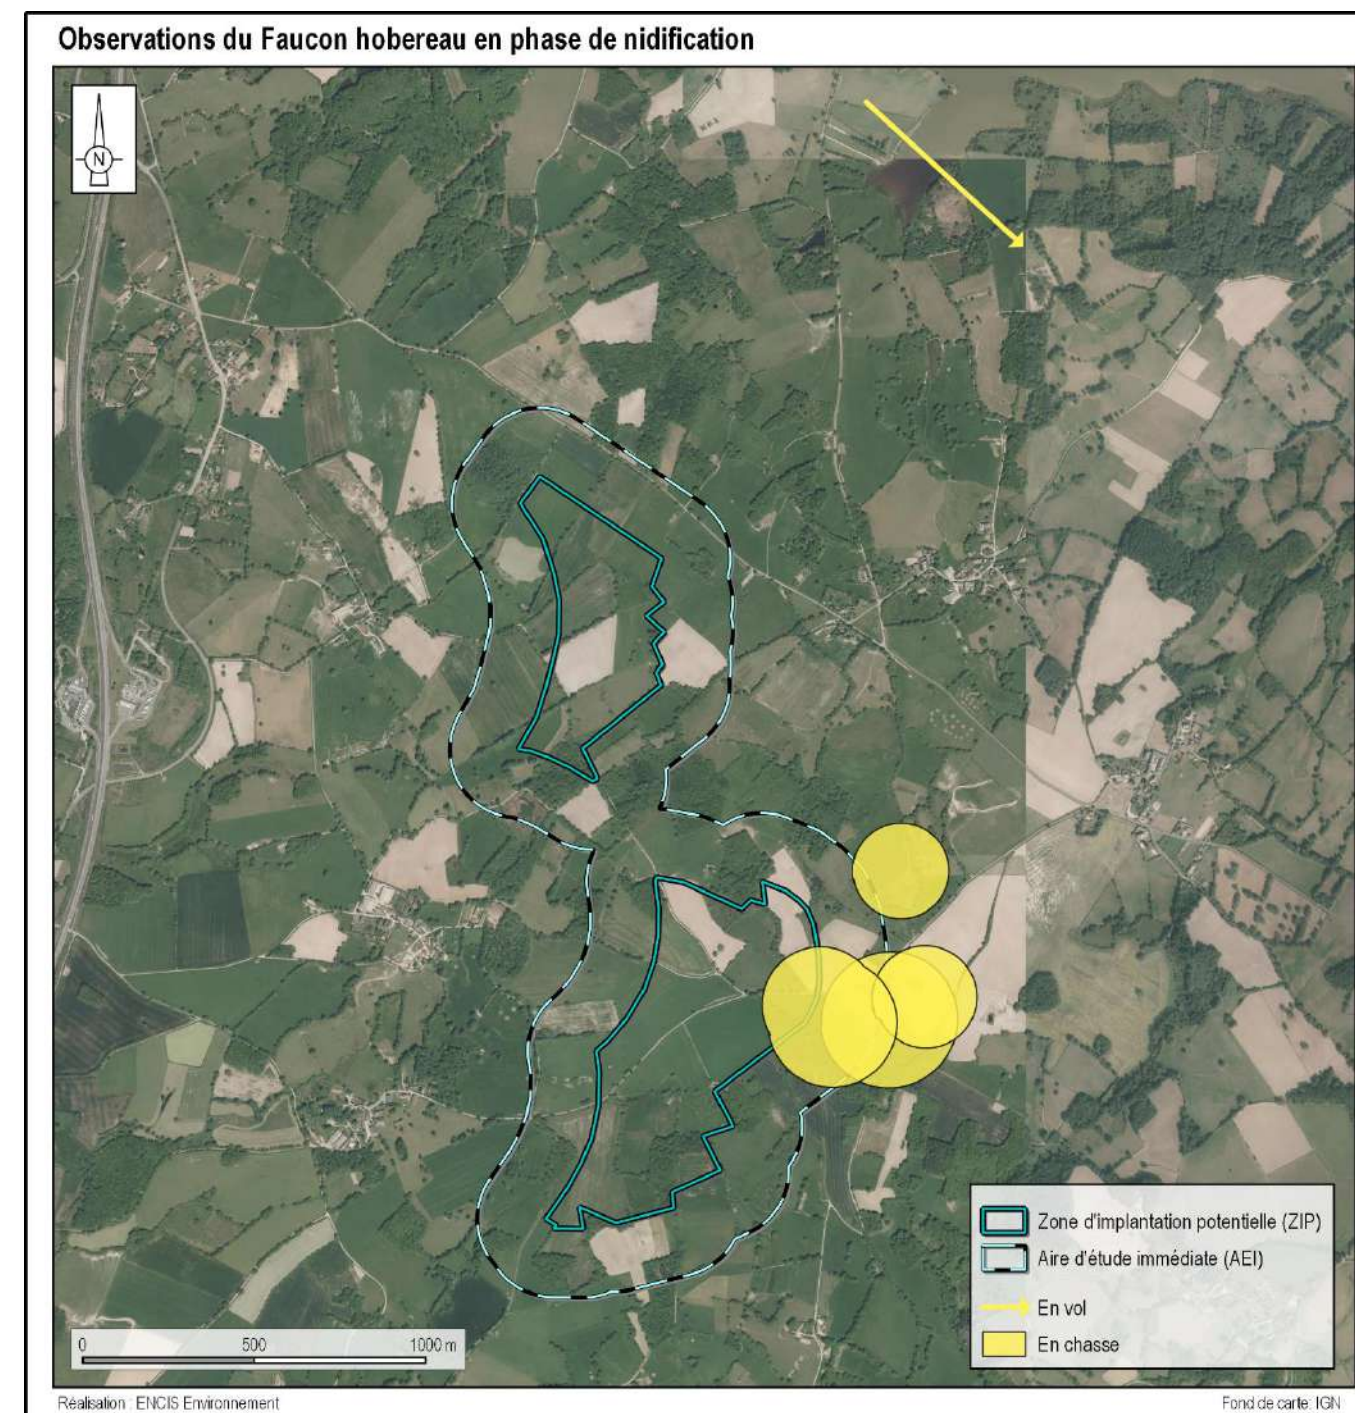 Observations du Faucon hobereau en phase de nidification
N
Zone d'implantation potentielle (ZIP)
Aire d'étude immédiate (AEI)
En vol
En chasse
0 500 1000 m
Réalisation : ENCIS Environnement
Fond de carte: IGN